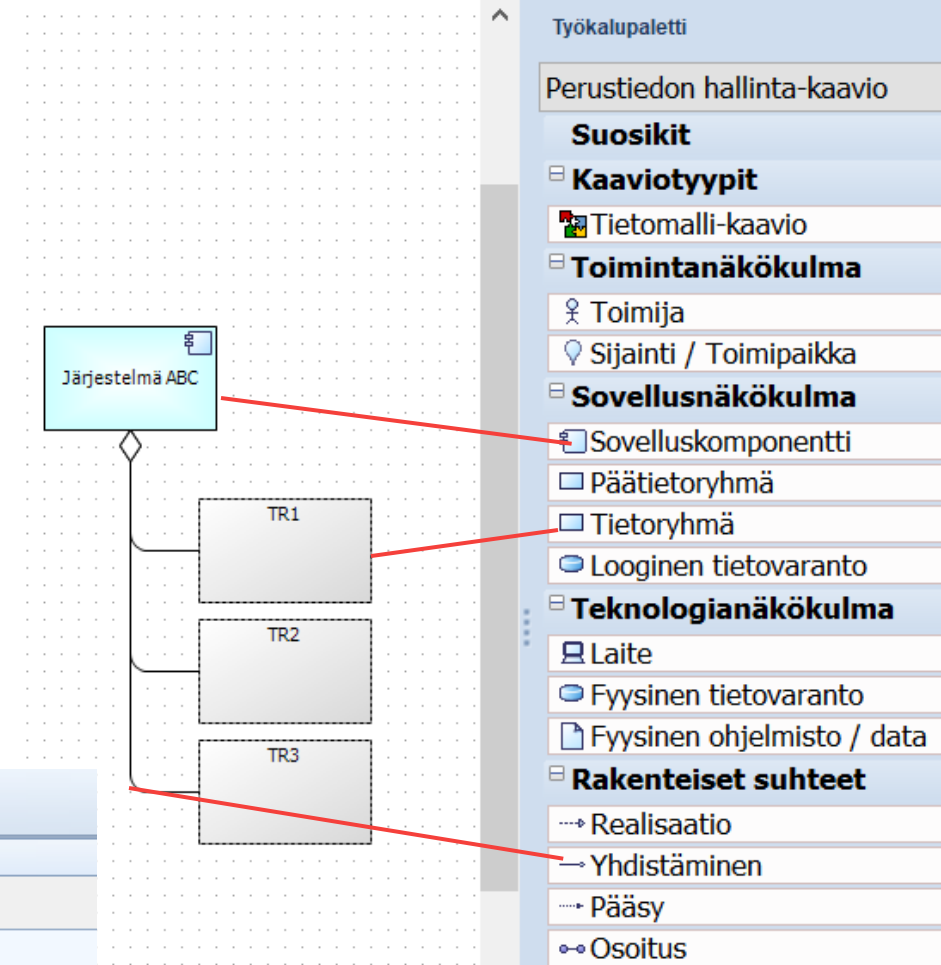 Järjestelmä ABC
TR1
TR2
TR3
Työkalupaletti
Perustiedon hallinta-kaavio
Suosikit
Kaaviotyypit
Tietomalli-kaavio
Toimintanäkökulma
Toimija
Sijainti / Toimipaikka
Sovellusnäkökulma
Sovelluskomponentti
Päätietoryhmä
Tietoryhmä
Looginen tietovaranto
Teknologianäkökulma
Laite
Fyysinen tietovaranto
Fyysinen ohjelmisto / data
Rakenteiset suhteet
Realisaatio
Yhdistäminen
Pääsy
Osoitus